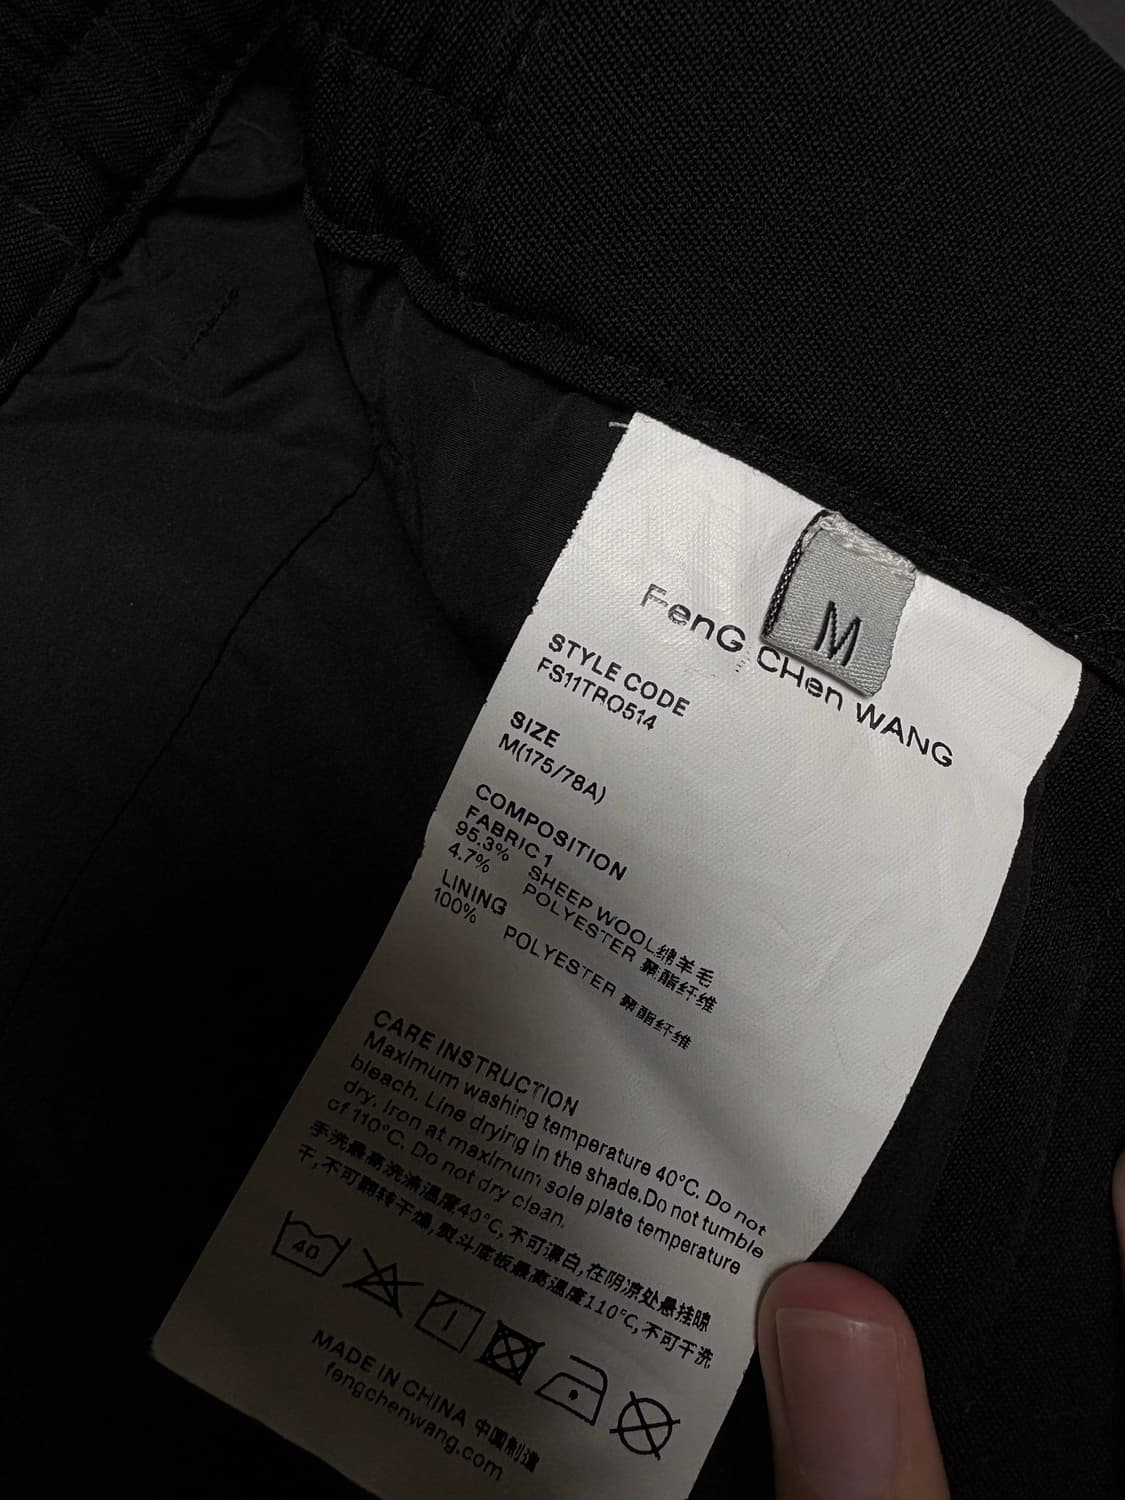 M
FenG CHen WANG
STYLE CODE
FS11TRO514
SIZE
M(175/78A)
COMPOSITION
FABRIC 1
95.3% SHEEP WOOL绵羊毛
4.7% POLYESTER 聚酯纤维
LINING
100% POLYESTER 聚酯纤维
CARE INSTRUCTION
Maximum washing temperature 40°C. Do not
bleach. Line drying in the shade.Do not tumble
dry. Iron at maximum sole plate temperature
of 110°C. Do not dry clean.
手洗最高洗涤温度40°C,不可漂白,在阴凉处悬挂晾
干,不可翻转干燥,熨斗底板最高温度110°C,不可干洗
40
MADE IN CHINA 中国制造
fengchenwang.com